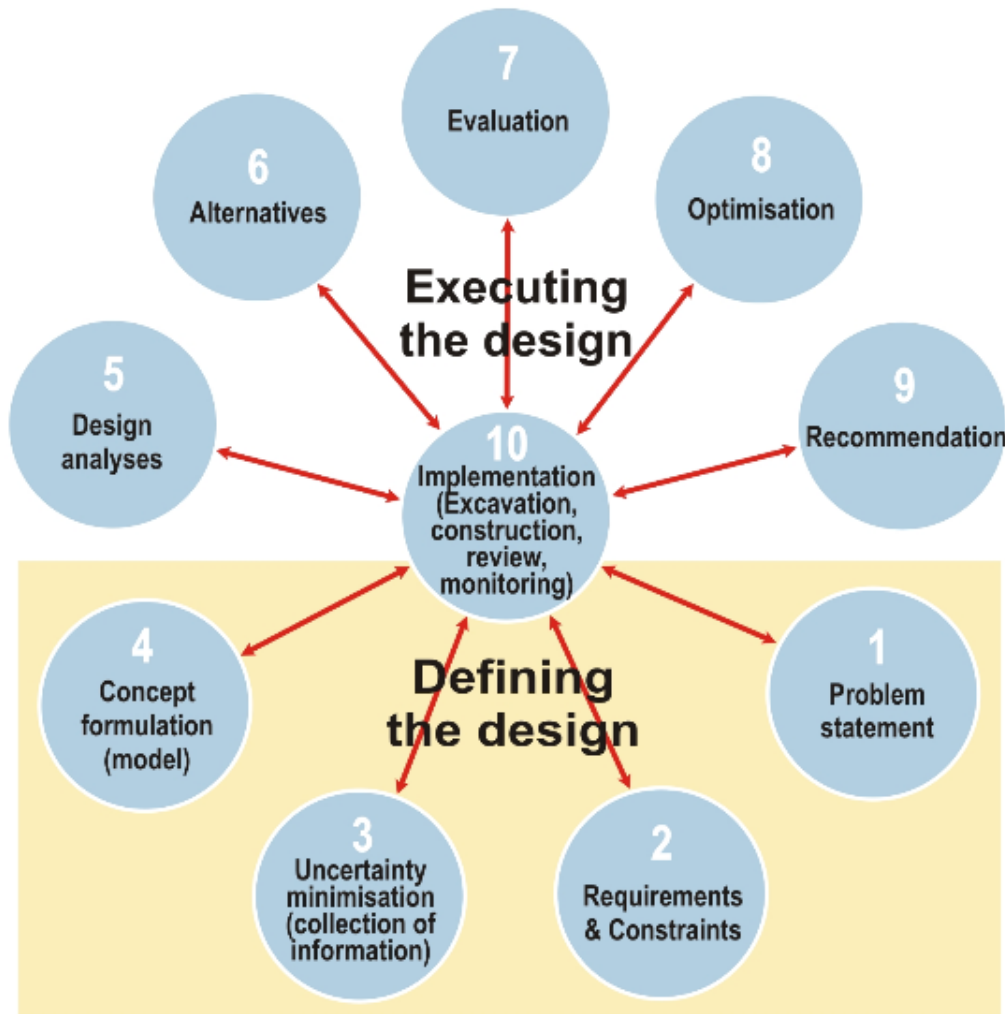 7
Evaluation
6
Alternatives
8
Optimisation
Executing
the design
5
Design
analyses
9
Recommendation
10
Implementation
(Excavation,
construction,
review,
monitoring)
4
Concept
formulation
(model)
Defining
the design
1
Problem
statement
3
Uncertainty
minimisation
(collection of
information)
2
Requirements
& Constraints